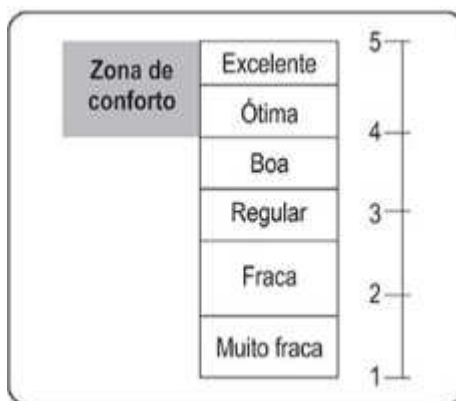 Zona de
conforto
Excelente
Ótima
Boa
Regular
Fraca
Muito fraca
5
4
3
2
1